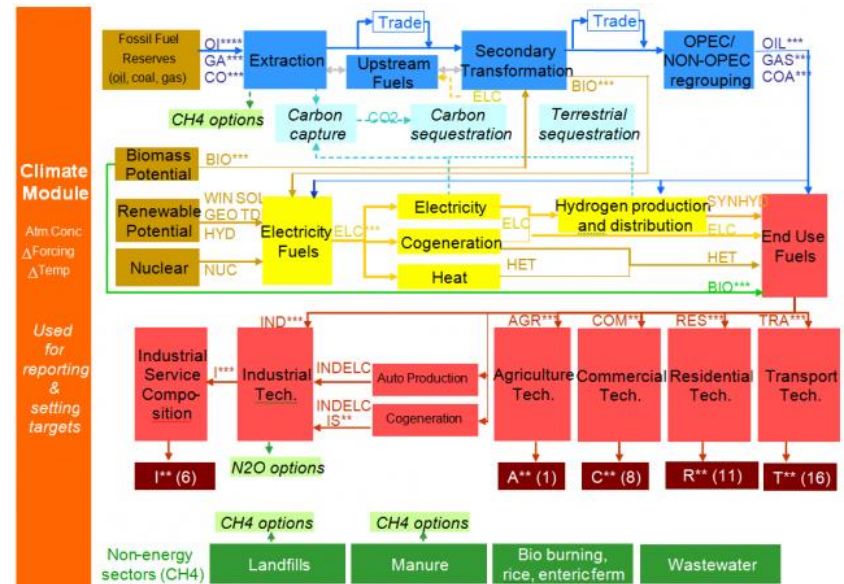 Climate
Module
Atm.Conc
ΔForcing
ΔTemp
Used
for
reporting
&
setting
targets
Fossil Fuel
Reserves
(oil, coal, gas)
OI****
GA***
CO***
Extraction
Trade
Upstream
Fuels
Secondary
Transformation
Trade
OPEC/
NON-OPEC
regrouping
OIL***
GAS***
COA***
ELC
BIO***
CH4 options
Carbon
capture
CO2
Carbon
sequestration
Terrestrial
sequestration
Biomass
Potential
BIO***
Renewable
Potential
WIN SOL
GEO TD
HYD
Nuclear
NUC
Electricity
Fuels
ELC***
Electricity
Cogeneration
Heat
ELC
HET
Hydrogen production
and distribution
SYNHYD
ELC
HET
BIO***
End Use
Fuels
IND***
AGR***
COM**
RES***
TRA***
Industrial
Service
Compo-
sition
I***
Industrial
Tech.
INDELC
Auto Production
INDELC
IS**
Cogeneration
Agriculture
Tech.
Commercial
Tech.
Residential
Tech.
Transport
Tech.
I** (6)
N2O options
A** (1)
C** (8)
R** (11)
T** (16)
CH4 options
CH4 options
Non-energy
sectors (CH4)
Landfills
Manure
Bio burning,
rice, enteric ferm
Wastewater